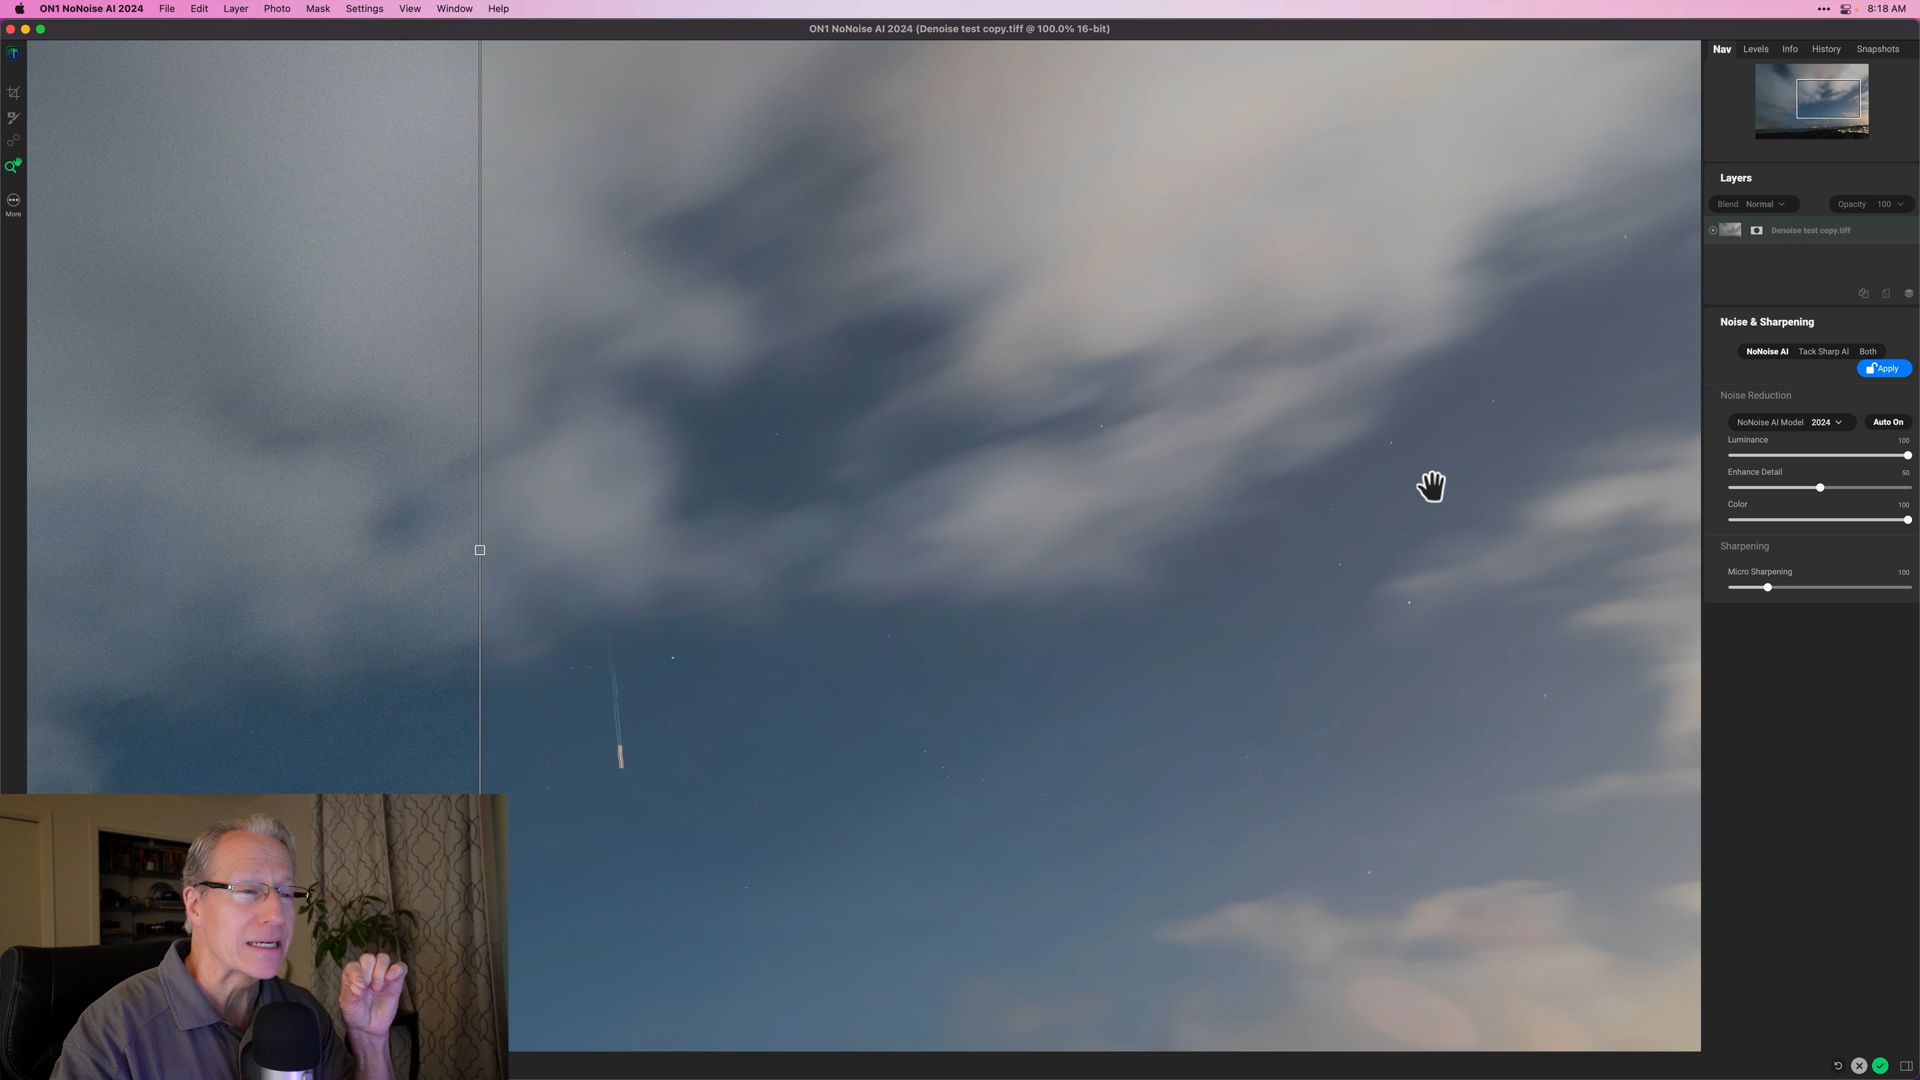 ON1 NoNoise AI 2024 File Edit Layer Photo Mask Settings View Window Help 8:18 AM
ON1 NoNoise AI 2024 (Denoise test copy.tiff @ 100.0% 16-bit)
Nav Levels Info History Snapshots
More
Layers
Blend Normal Opacity 100
Denoise test copy.tiff
Noise & Sharpening
NoNoise AI Tack Sharp AI Both
Apply
Noise Reduction
NoNoise AI Model 2024 Auto On
Luminance 100
Enhance Detail 50
Color 100
Sharpening
Micro Sharpening 100